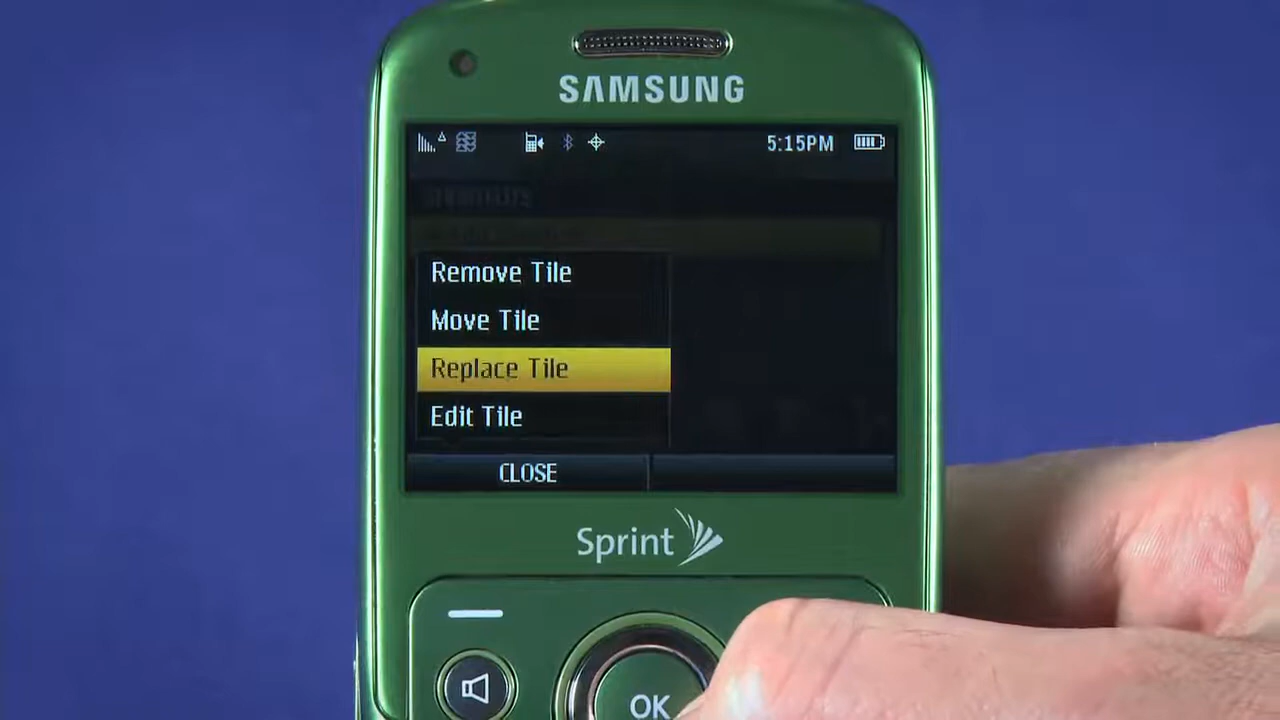 SAMSUNG
5:15PM
Remove Tile
Move Tile
Replace Tile
Edit Tile
CLOSE
Sprint
OK